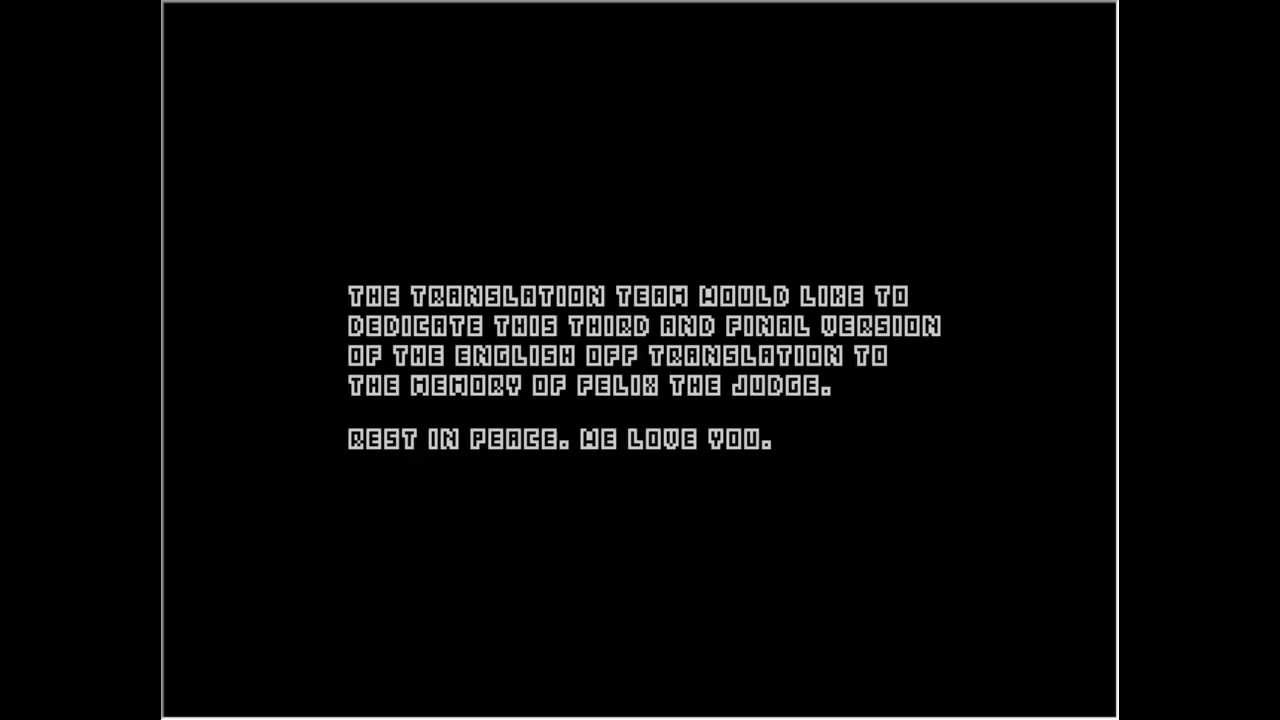 THE TRANSLATION TEAM WOULD LIKE TO
DEDICATE THIS THIRD AND FINAL VERSION
OF THE ENGLISH OFF TRANSLATION TO
THE MEMORY OF FELIX THE JUDGE.
REST IN PEACE. WE LOVE YOU.